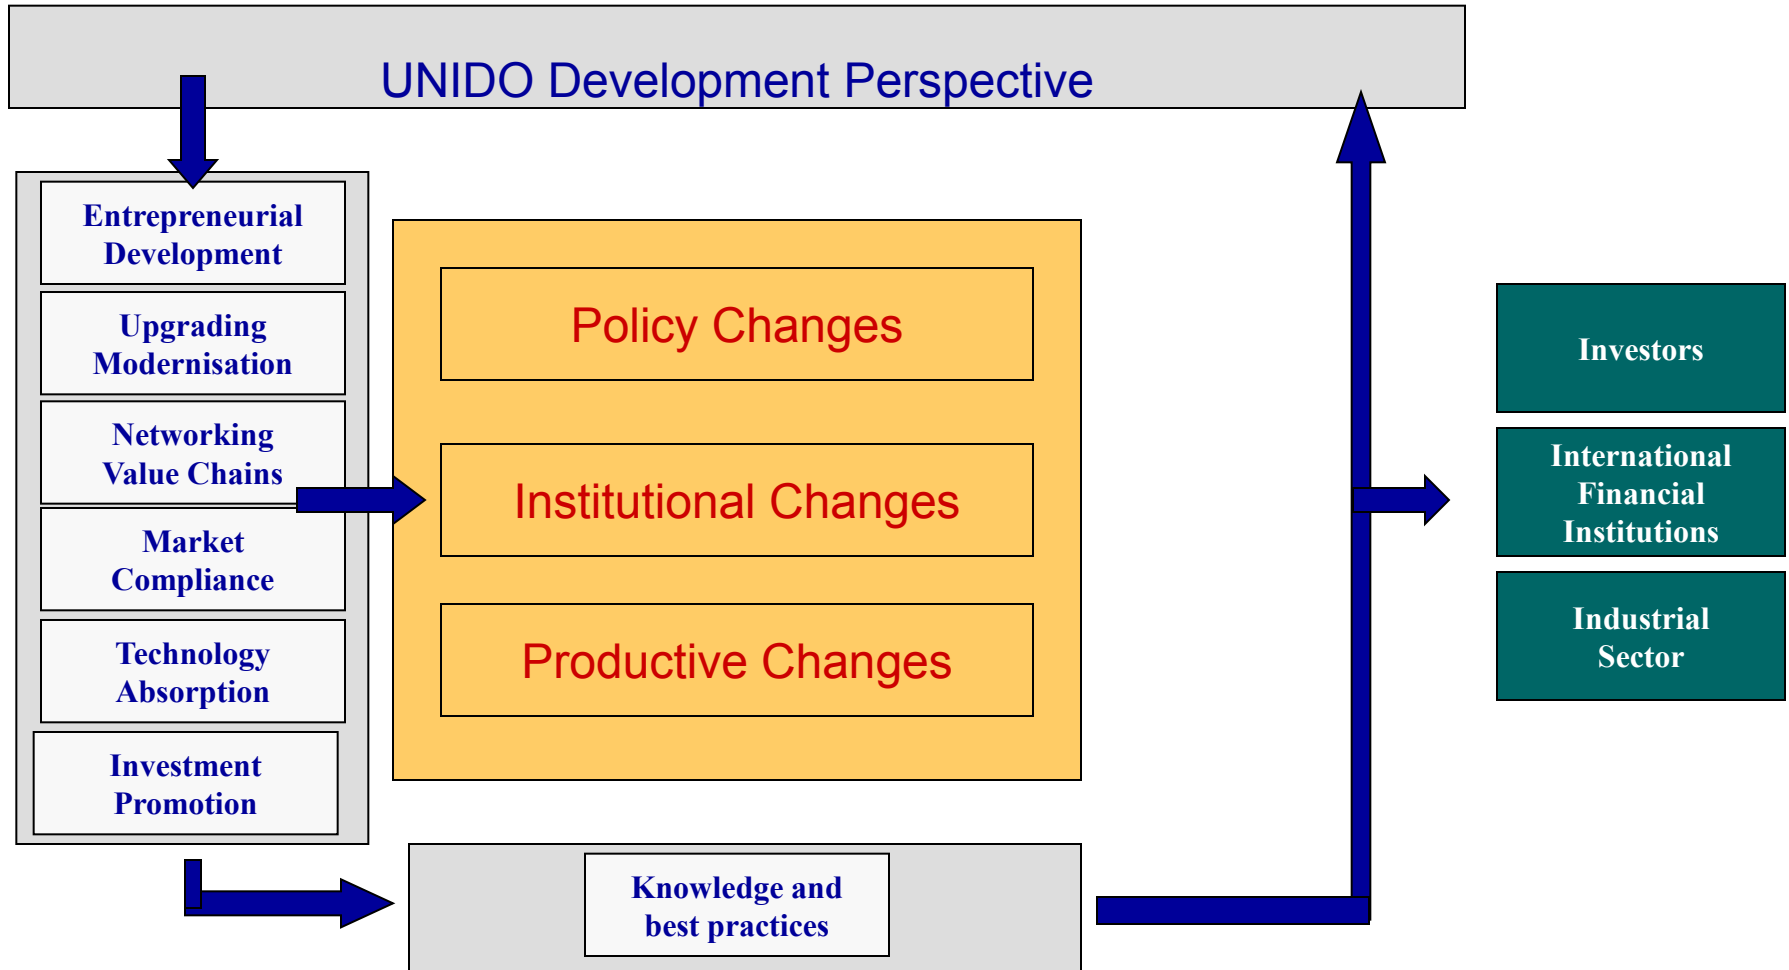 UNIDO Development Perspective
Entrepreneurial
Development
Upgrading
Modernisation
Networking
Value Chains
Market
Compliance
Technology
Absorption
Investment
Promotion
Policy Changes
Institutional Changes
Productive Changes
Knowledge and
best practices
Investors
International
Financial
Institutions
Industrial
Sector